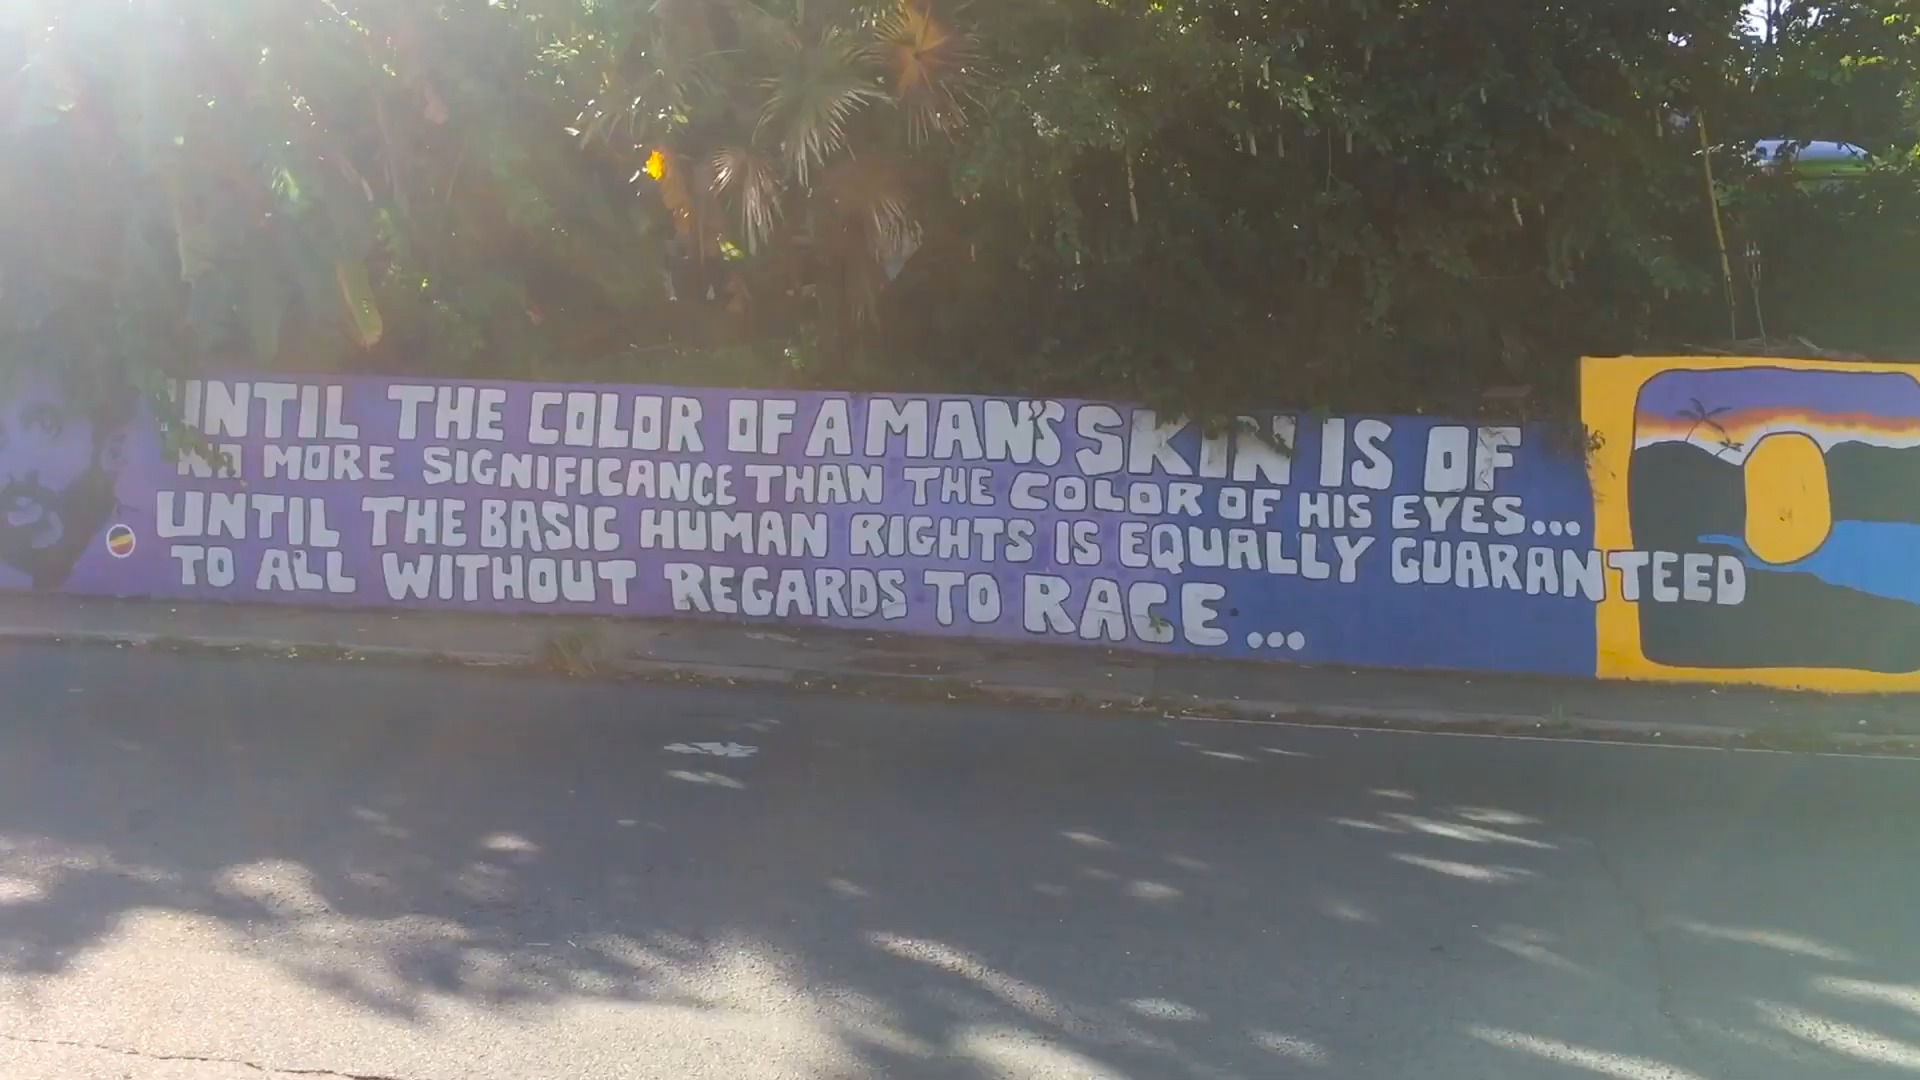 UNTIL THE COLOR OF A MAN'S SKIN IS OF
NO MORE SIGNIFICANCE THAN THE COLOR OF HIS EYES...
UNTIL THE BASIC HUMAN RIGHTS IS EQUALLY GUARANTEED
TO ALL WITHOUT REGARDS TO RACE...